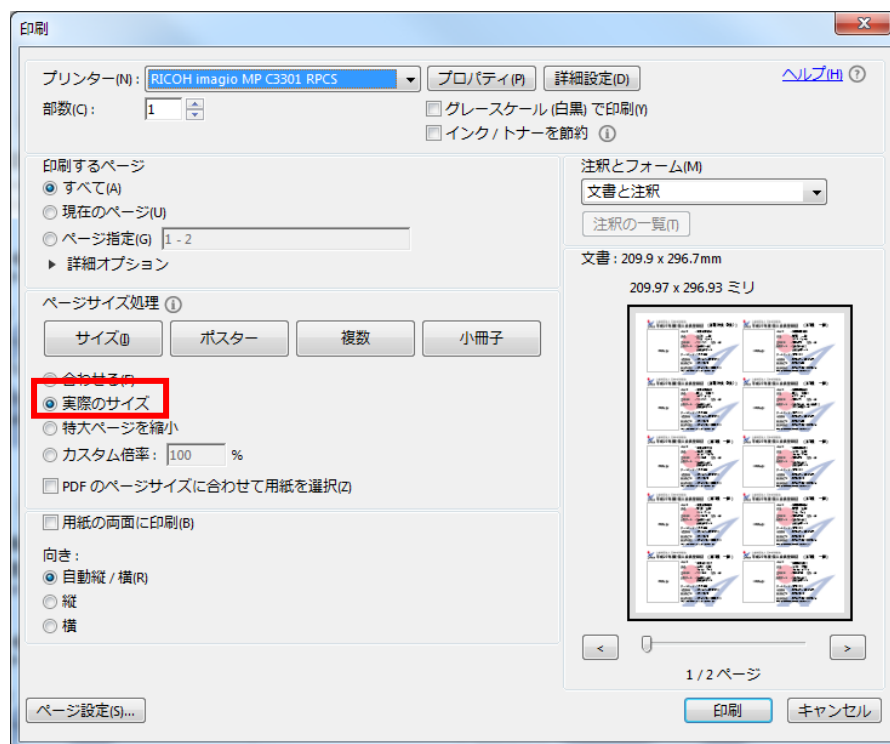 印刷
プリンター(N): RICOH imagio MP C3301 RPCS プロパティ(P) 詳細設定(D) ヘルプ(H)
部数(C): 1 グレースケール (白黒) で印刷(Y)
インク / トナーを節約
印刷するページ
すべて(A)
現在のページ(U)
ページ指定(G) 1 - 2
詳細オプション
注釈とフォーム(M)
文書と注釈
注釈の一覧(T)
ページサイズ処理
サイズ(I) ポスター 複数 小冊子
合わせる(F)
実際のサイズ
特大ページを縮小
カスタム倍率: 100 %
PDF のページサイズに合わせて用紙を選択(Z)
用紙の両面に印刷(B)
向き :
自動縦 / 横(R)
縦
横
文書 : 209.9 x 296.7mm
209.97 x 296.93 ミリ
< >
1 / 2 ページ
ページ設定(S)... 印刷 キャンセル